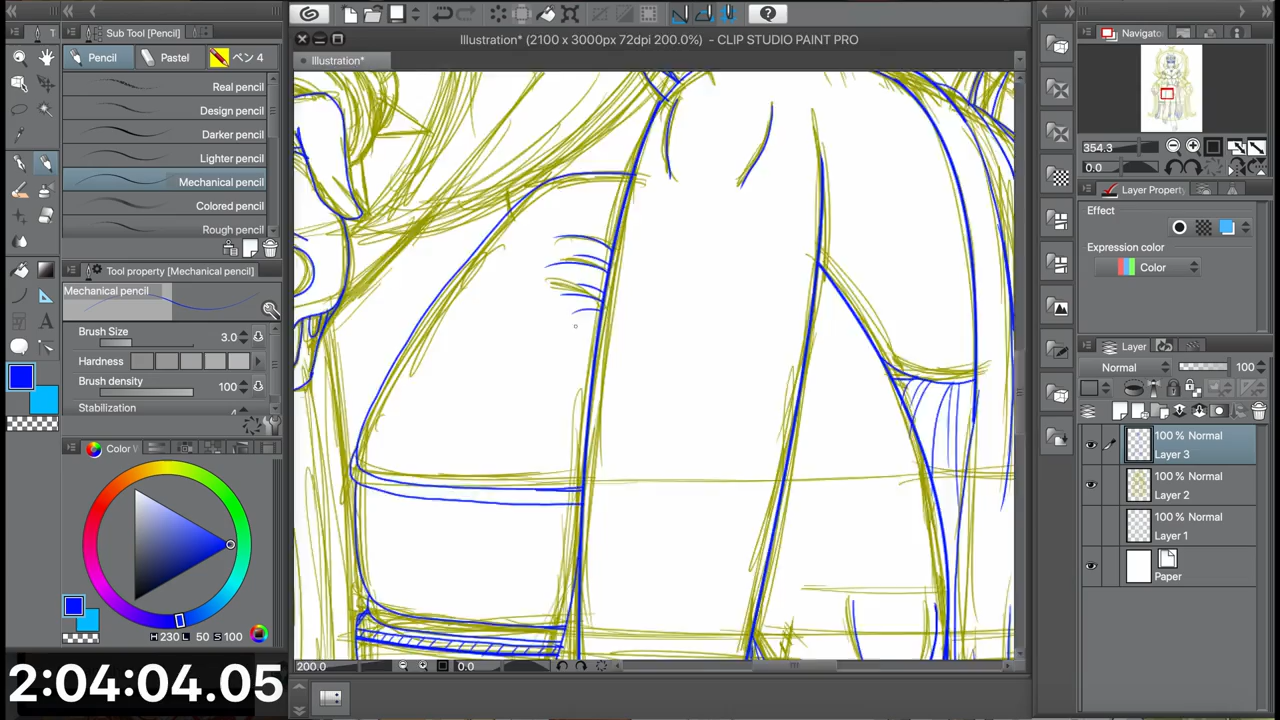 Illustration* (2100 x 3000px 72dpi 200.0%) - CLIP STUDIO PAINT PRO
Illustration*
T
Sub Tool [Pencil]
Pencil
Pastel
ペン 4
Real pencil
Design pencil
Darker pencil
Lighter pencil
Mechanical pencil
Colored pencil
Rough pencil
Tool property [Mechanical pencil]
Mechanical pencil
Brush Size
3.0
Hardness
Brush density
100
Stabilization
Color
H 230 L 50 S 100
2:04:04.05
200.0
0.0
Navigator
354.3
0.0
Layer Property
Effect
Expression color
Color
Layer
Normal
100
100 % Normal
Layer 3
100 % Normal
Layer 2
100 % Normal
Layer 1
Paper